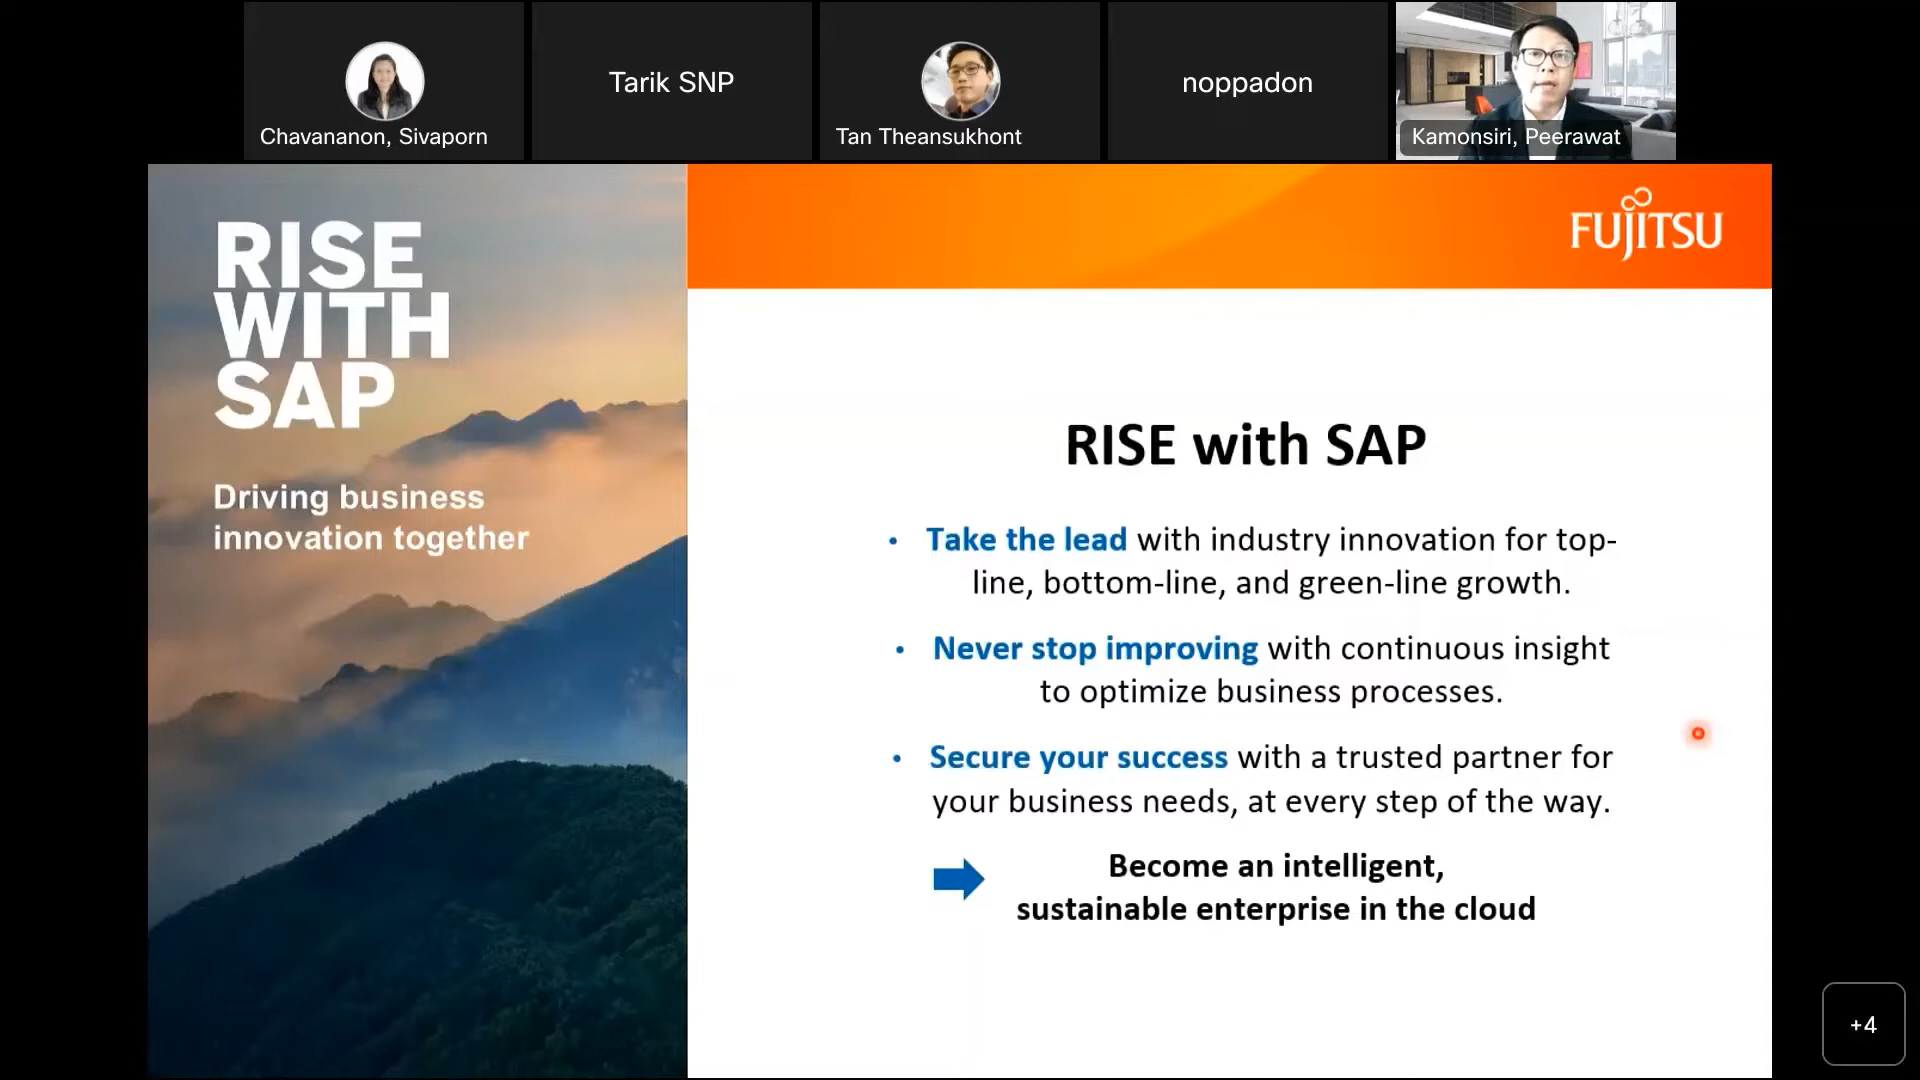 Chavananon, Sivaporn
Tarik SNP
Tan Theansukhont
noppadon
Kamonsiri, Peerawat
RISE
WITH
SAP
Driving business
innovation together
FUJITSU
RISE with SAP
• Take the lead with industry innovation for top-
line, bottom-line, and green-line growth.
• Never stop improving with continuous insight
to optimize business processes.
• Secure your success with a trusted partner for
your business needs, at every step of the way.
Become an intelligent,
sustainable enterprise in the cloud
+4